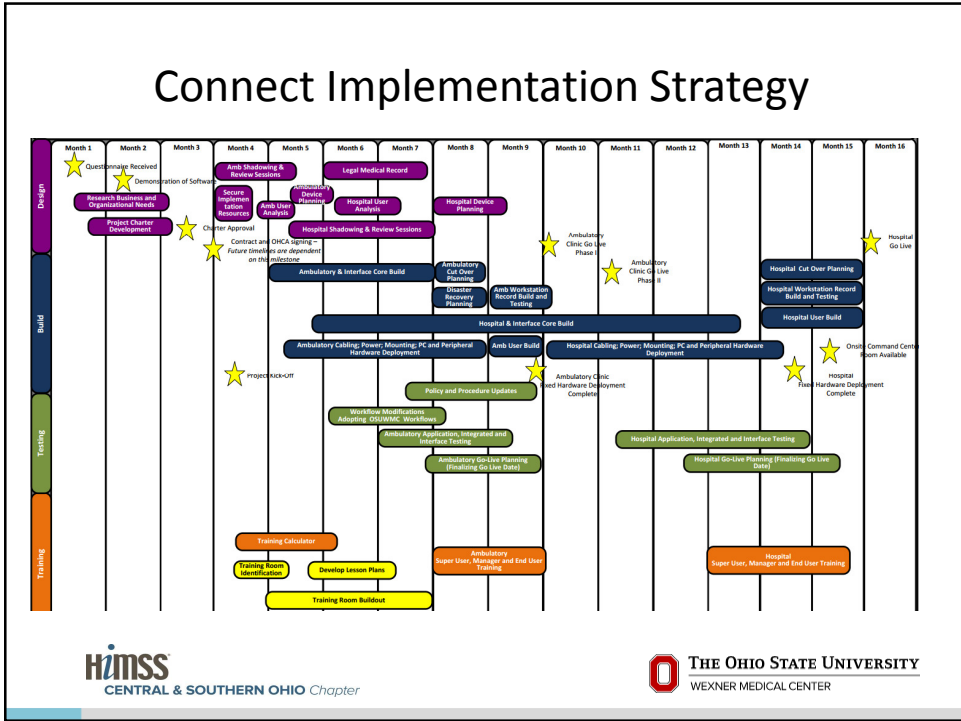 Connect Implementation Strategy
Month 1
Month 2
Month 3
Month 4
Month 5
Month 6
Month 7
Month 8
Month 9
Month 10
Month 11
Month 12
Month 13
Month 14
Month 15
Month 16
Design
Questionnaire Received
Demonstration of Software
Research Business and
Organizational Needs
Project Charter
Development
Charter Approval
Contract and OHCA signing –
Future timelines are dependent
on this milestone
Amb Shadowing &
Review Sessions
Secure
Implemen
tation
Resources
Amb User
Analysis
Ambulatory
Device
Planning
Legal Medical Record
Hospital User
Analysis
Hospital Shadowing & Review Sessions
Hospital Device
Planning
Ambulatory
Clinic Go Live
Phase I
Ambulatory
Clinic Go Live
Phase II
Hospital
Go Live
Build
Ambulatory & Interface Core Build
Ambulatory
Cut Over
Planning
Disaster
Recovery
Planning
Amb Workstation
Record Build and
Testing
Hospital Cut Over Planning
Hospital Workstation Record
Build and Testing
Hospital User Build
Hospital & Interface Core Build
Ambulatory Cabling; Power; Mounting; PC and Peripheral
Hardware Deployment
Amb User Build
Hospital Cabling; Power; Mounting; PC and Peripheral Hardware
Deployment
Onsite Command Center
Room Available
Project Kick-Off
Ambulatory Clinic
Fixed Hardware Deployment
Complete
Hospital
Fixed Hardware Deployment
Complete
Testing
Policy and Procedure Updates
Workflow Modifications
Adopting OSUWMC Workflows
Ambulatory Application, Integrated and
Interface Testing
Hospital Application, Integrated and Interface Testing
Ambulatory Go-Live Planning
(Finalizing Go Live Date)
Hospital Go-Live Planning (Finalizing Go Live
Date)
Training
Training Calculator
Training Room
Identification
Develop Lesson Plans
Training Room Buildout
Ambulatory
Super User, Manager and End User
Training
Hospital
Super User, Manager and End User Training
HiMSS
CENTRAL & SOUTHERN OHIO Chapter
THE OHIO STATE UNIVERSITY
WEXNER MEDICAL CENTER